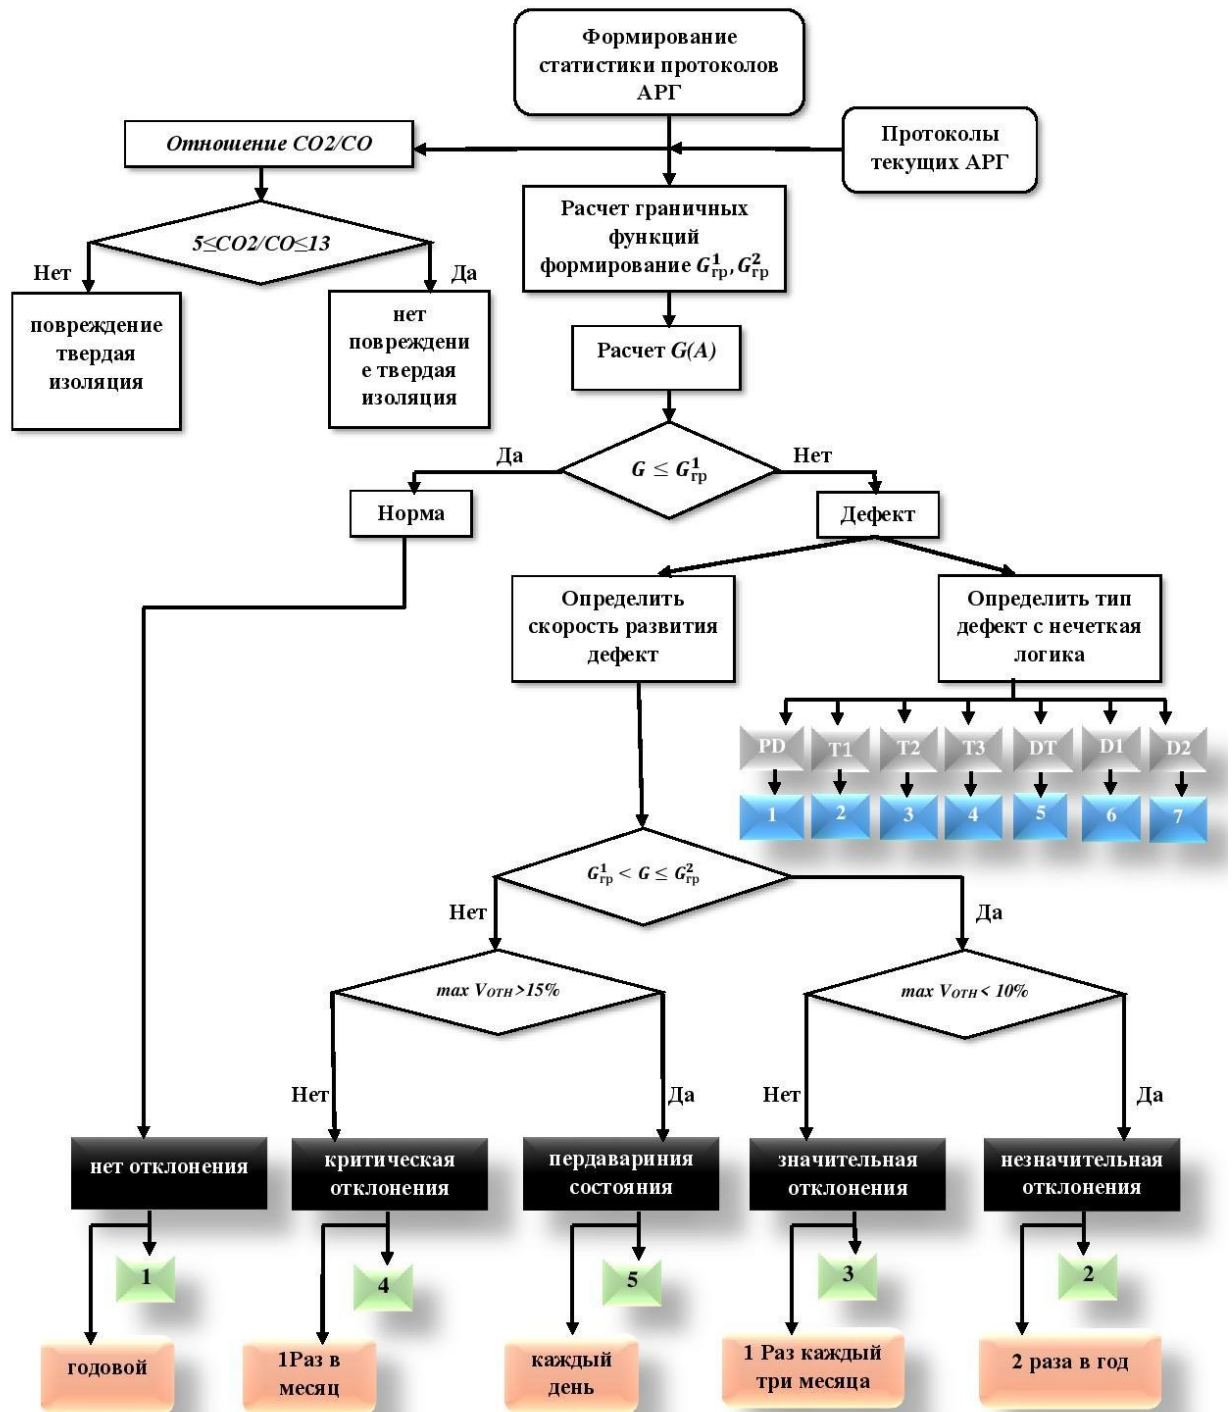 Формирование
статистики протоколов
АРГ
Отношение CO2/CO
Протоколы
текущих АРГ
Расчет граничных
функций
формирование G¹гр, G²гр
5≤CO2/CO≤13
Нет
Да
повреждение
твердая
изоляция
нет
повреждени
е твердая
изоляция
Расчет G(A)
G ≤ G¹гр
Да
Нет
Норма
Дефект
Определить
скорость развития
дефект
Определить тип
дефект с нечеткая
логика
PD T1 T2 T3 DT D1 D2
1 2 3 4 5 6 7
G¹гр < G ≤ G²гр
Нет
Да
max VОТН >15%
max VОТН < 10%
Нет
Да
Нет
Да
нет отклонения
критическая
отклонения
пердавариния
состояния
значительная
отклонения
незначительная
отклонения
1
4
5
3
2
годовой
1Раз в
месяц
каждый
день
1 Раз каждый
три месяца
2 раза в год